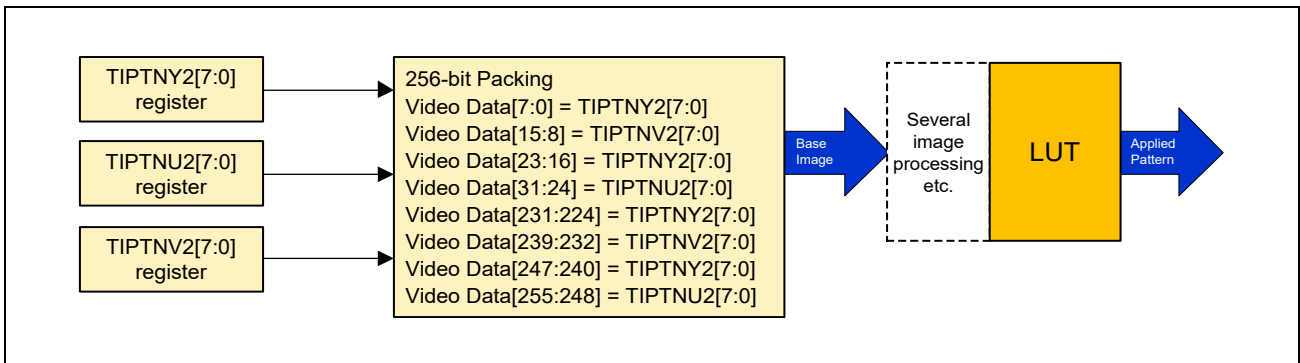 TIPTNY2[7:0]
register
TIPTNU2[7:0]
register
TIPTNV2[7:0]
register
256-bit Packing
Video Data[7:0] = TIPTNY2[7:0]
Video Data[15:8] = TIPTNV2[7:0]
Video Data[23:16] = TIPTNY2[7:0]
Video Data[31:24] = TIPTNU2[7:0]
Video Data[231:224] = TIPTNY2[7:0]
Video Data[239:232] = TIPTNV2[7:0]
Video Data[247:240] = TIPTNY2[7:0]
Video Data[255:248] = TIPTNU2[7:0]
Base
Image
Several
image
processing
etc.
LUT
Applied
Pattern